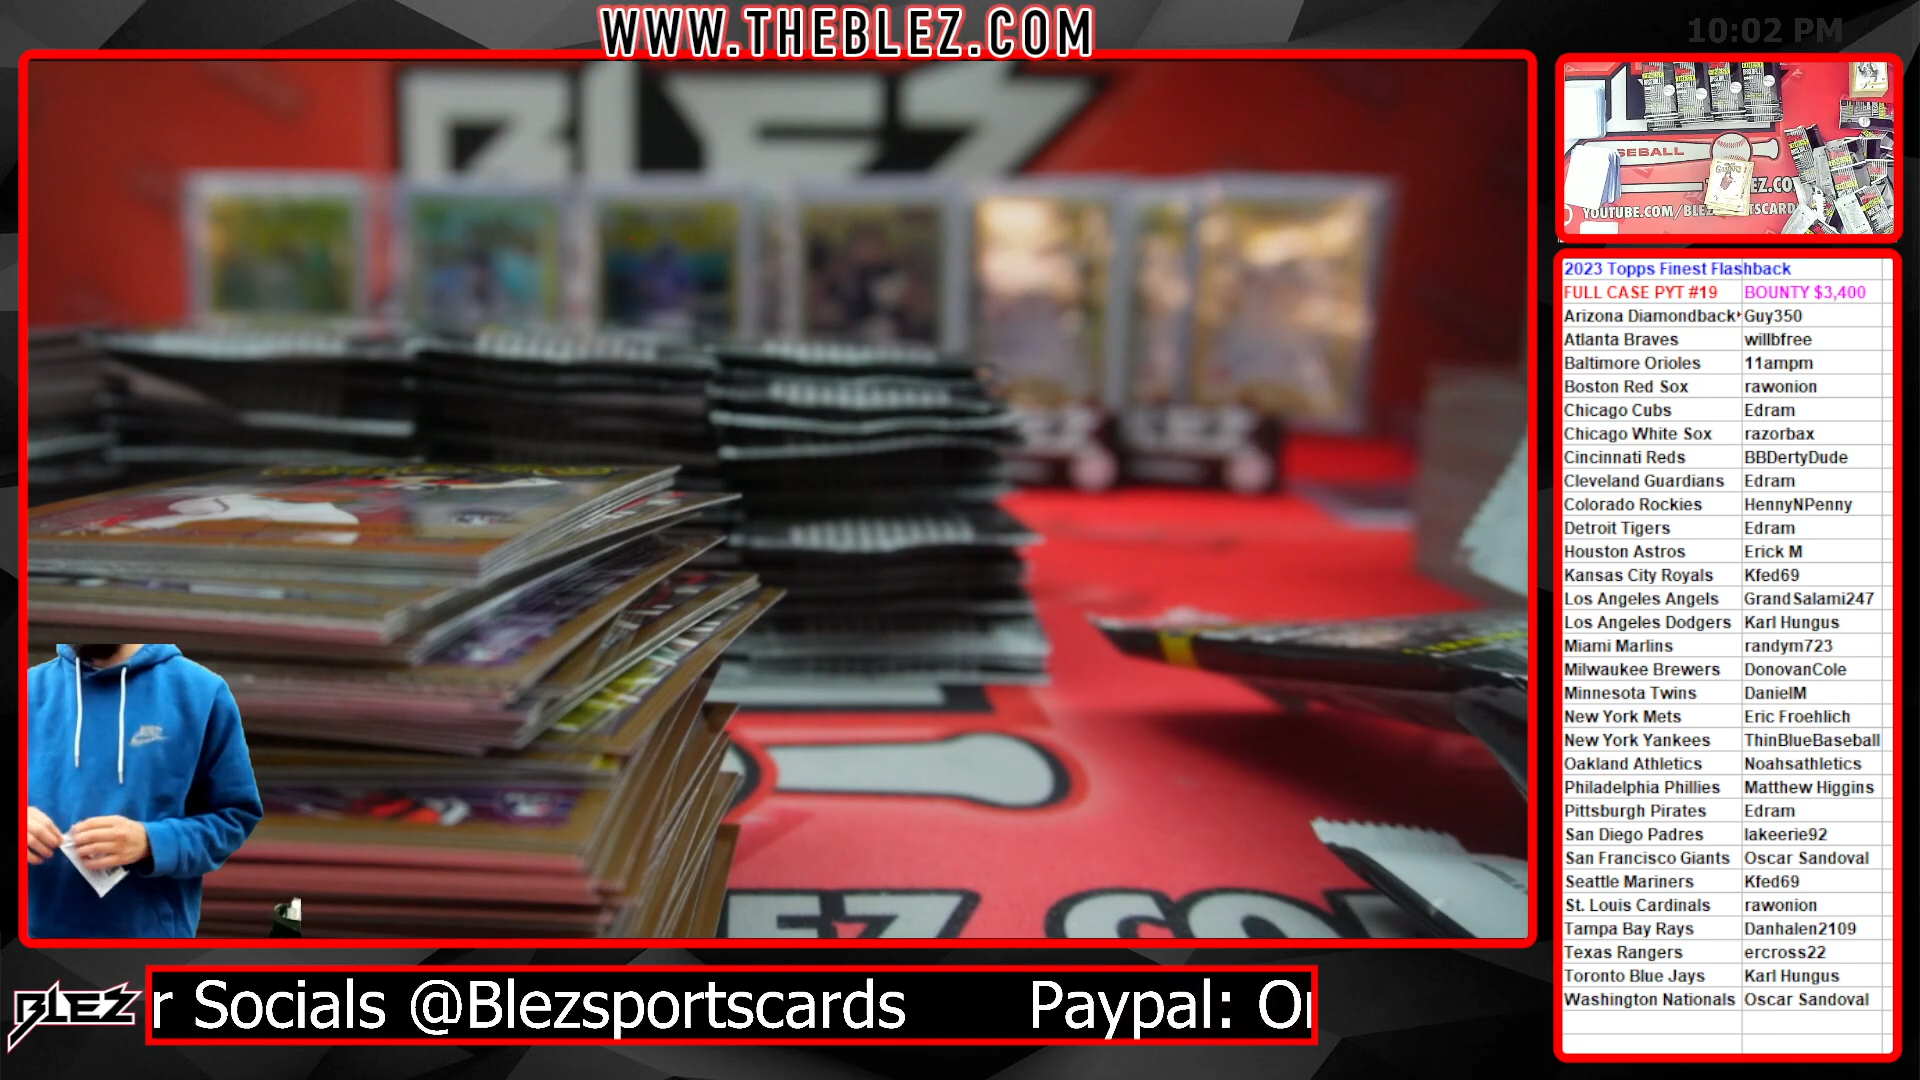 WWW.THEBLEZ.COM
10:02 PM
BLEZ
SEBALL
YOUTUBE.COM/BLEZ
2023 Topps Finest Flashback
FULL CASE PYT #19 BOUNTY $3,400
Arizona Diamondback Guy350
Atlanta Braves willbfree
Baltimore Orioles 11ampm
Boston Red Sox rawonion
Chicago Cubs Edram
Chicago White Sox razorbax
Cincinnati Reds BBDertyDude
Cleveland Guardians Edram
Colorado Rockies HennyNPenny
Detroit Tigers Edram
Houston Astros Erick M
Kansas City Royals Kfed69
Los Angeles Angels GrandSalami247
Los Angeles Dodgers Karl Hungus
Miami Marlins randym723
Milwaukee Brewers DonovanCole
Minnesota Twins DanielM
New York Mets Eric Froehlich
New York Yankees ThinBlueBaseball
Oakland Athletics Noahsathletics
Philadelphia Phillies Matthew Higgins
Pittsburgh Pirates Edram
San Diego Padres lakeerie92
San Francisco Giants Oscar Sandoval
Seattle Mariners Kfed69
St. Louis Cardinals rawonion
Tampa Bay Rays Danhalen2109
Texas Rangers ercross22
Toronto Blue Jays Karl Hungus
Washington Nationals Oscar Sandoval
BLEZ
r Socials @Blezsportscards Paypal: Or